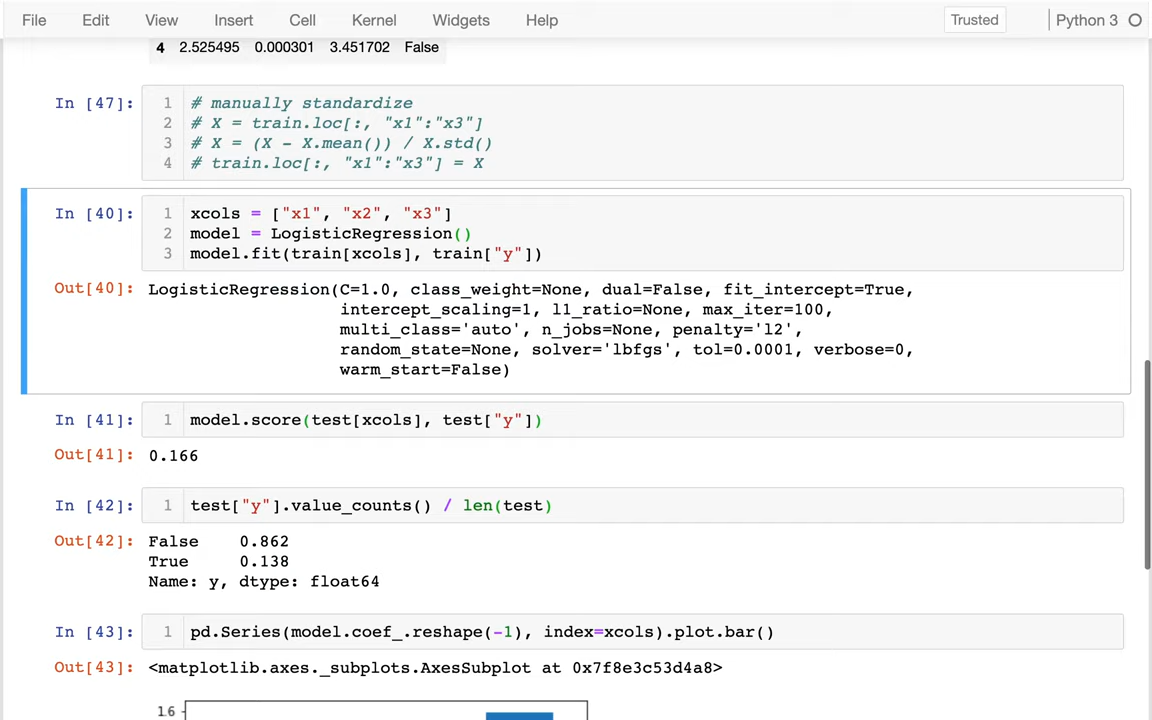 File Edit View Insert Cell Kernel Widgets Help Trusted Python 3
4 2.525495 0.000301 3.451702 False
In [47]: 1 # manually standardize
2 # X = train.loc[:, "x1":"x3"]
3 # X = (X - X.mean()) / X.std()
4 # train.loc[:, "x1":"x3"] = X
In [40]: 1 xcols = ["x1", "x2", "x3"]
2 model = LogisticRegression()
3 model.fit(train[xcols], train["y"])
Out[40]: LogisticRegression(C=1.0, class_weight=None, dual=False, fit_intercept=True,
intercept_scaling=1, l1_ratio=None, max_iter=100,
multi_class='auto', n_jobs=None, penalty='l2',
random_state=None, solver='lbfgs', tol=0.0001, verbose=0,
warm_start=False)
In [41]: 1 model.score(test[xcols], test["y"])
Out[41]: 0.166
In [42]: 1 test["y"].value_counts() / len(test)
Out[42]: False 0.862
True 0.138
Name: y, dtype: float64
In [43]: 1 pd.Series(model.coef_.reshape(-1), index=xcols).plot.bar()
Out[43]: <matplotlib.axes._subplots.AxesSubplot at 0x7f8e3c53d4a8>
1.6